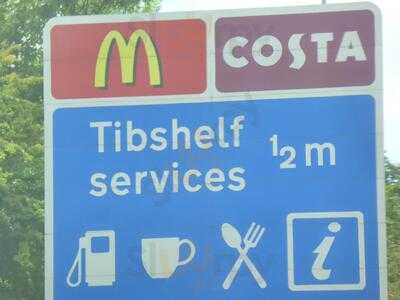 M COSTA
Tibshelf
services ½ m
i